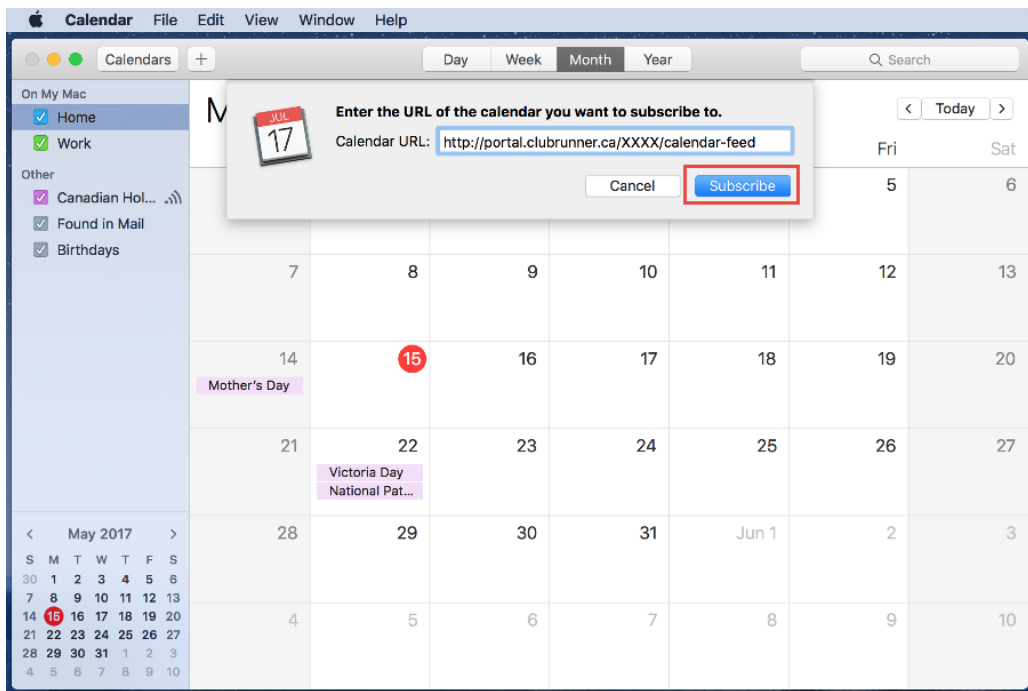 Calendar File Edit View Window Help
Calendars + Day Week Month Year Search
On My Mac
Home
Work
Other
Canadian Hol...
Found in Mail
Birthdays
M
JUL
17
Enter the URL of the calendar you want to subscribe to.
Calendar URL: http://portal.clubrunner.ca/XXXX/calendar-feed
Cancel Subscribe
< Today >
Fri Sat
5 6
7 8 9 10 11 12 13
14 15 16 17 18 19 20
Mother's Day
21 22 23 24 25 26 27
Victoria Day
National Pat...
28 29 30 31 Jun 1 2 3
4 5 6 7 8 9 10
< May 2017 >
S M T W T F S
30 1 2 3 4 5 6
7 8 9 10 11 12 13
14 15 16 17 18 19 20
21 22 23 24 25 26 27
28 29 30 31 1 2 3
4 5 6 7 8 9 10